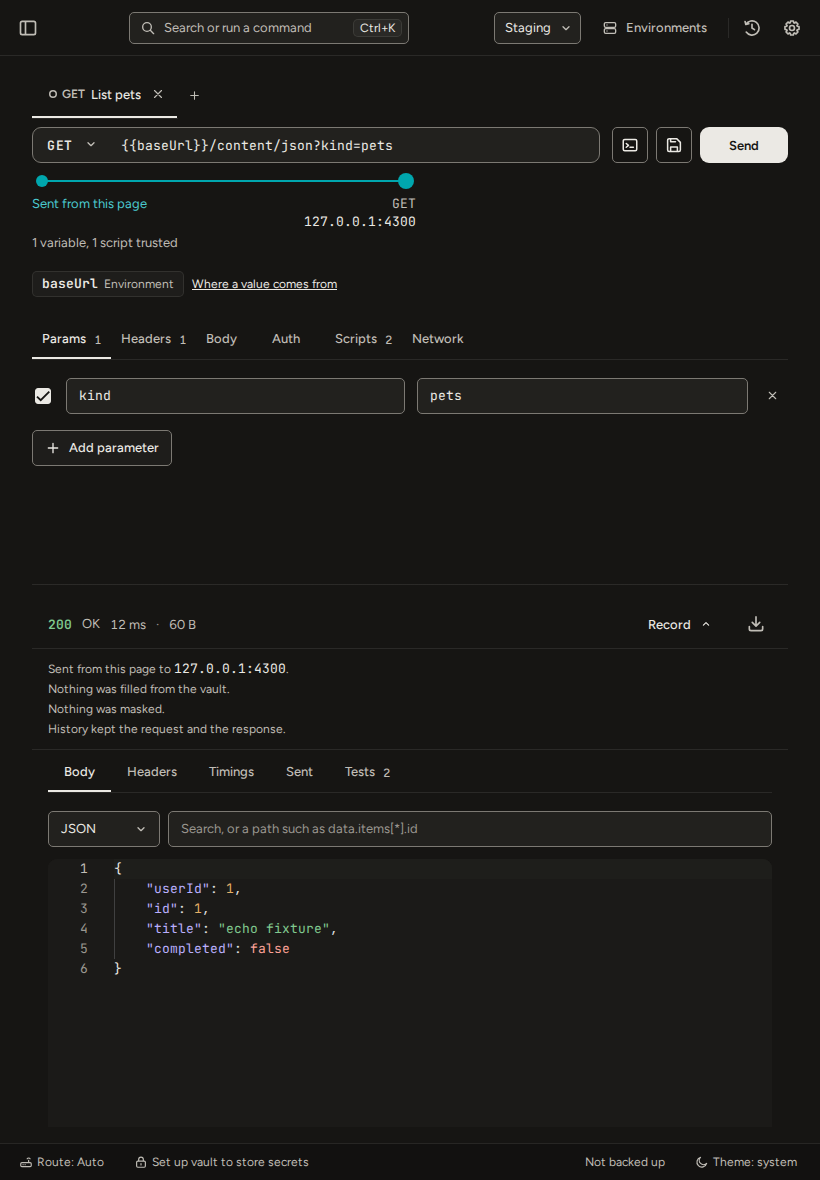 Search or run a command Ctrl+K Staging Environments
GET List pets
GET {{baseUrl}}/content/json?kind=pets Send
Sent from this page GET
127.0.0.1:4300
1 variable, 1 script trusted
baseUrl Environment Where a value comes from
Params 1 Headers 1 Body Auth Scripts 2 Network
kind pets
Add parameter
200 OK 12 ms · 60 B Record
Sent from this page to 127.0.0.1:4300.
Nothing was filled from the vault.
Nothing was masked.
History kept the request and the response.
Body Headers Timings Sent Tests 2
JSON Search, or a path such as data.items[*].id
1 {
2 "userId": 1,
3 "id": 1,
4 "title": "echo fixture",
5 "completed": false
6 }
Route: Auto Set up vault to store secrets Not backed up Theme: system